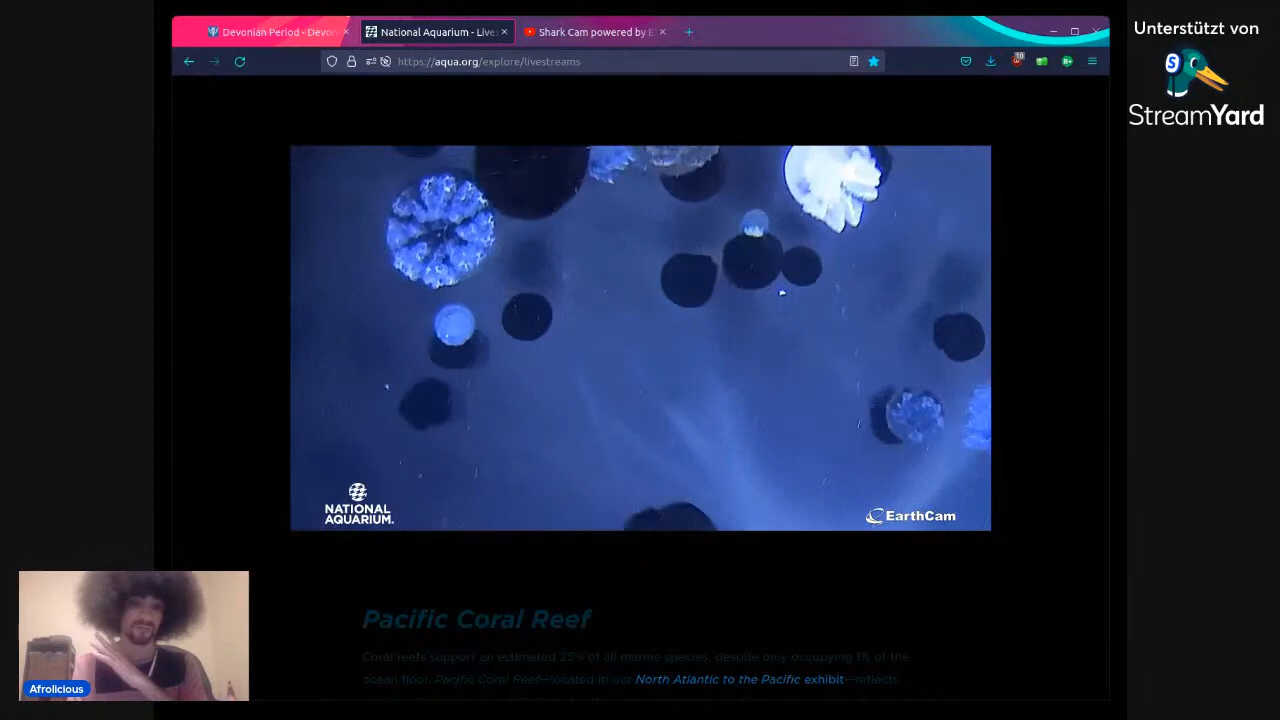 Devonian Period - Devon
National Aquarium - Live
Shark Cam powered by E
https://aqua.org/explore/livestreams
10
Unterstützt von
S
StreamYard
NATIONAL
AQUARIUM.
EarthCam
Pacific Coral Reef
Coral reefs support an estimated 25% of all marine species, despite only occupying 1% of the
ocean floor. Pacific Coral Reef—located in our North Atlantic to the Pacific exhibit—reflects
Afrolicious